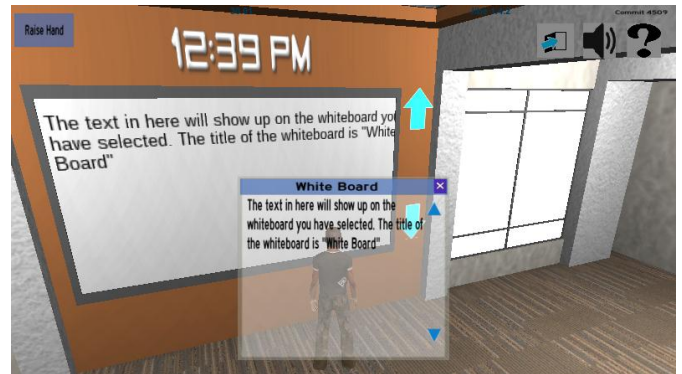 Commit 4509
Raise Hand
12:39 PM
The text in here will show up on the whiteboard you
have selected. The title of the whiteboard is "White
Board"
White Board
The text in here will show up on the
whiteboard you have selected. The title of
the whiteboard is "White Board"
?